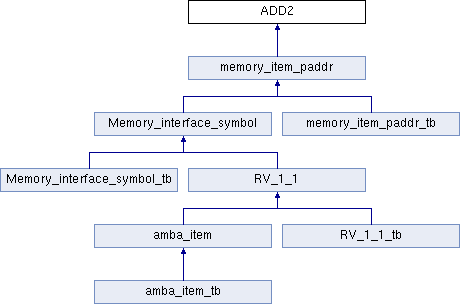 ADD2
memory_item_paddr
Memory_interface_symbol
memory_item_paddr_tb
Memory_interface_symbol_tb
RV_1_1
amba_item
RV_1_1_tb
amba_item_tb